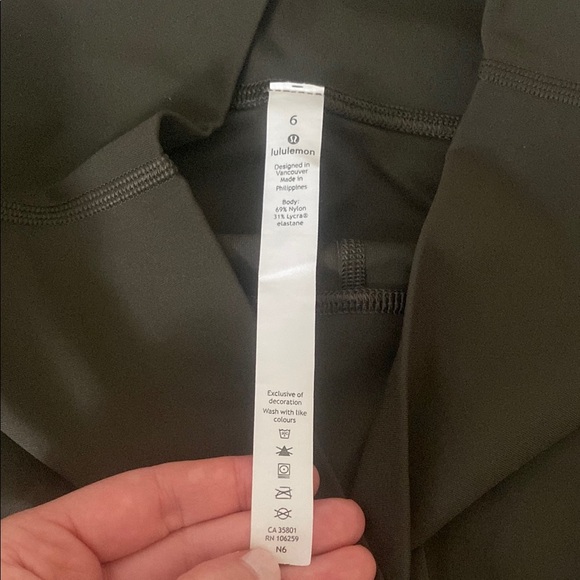 6
lululemon
Designed in
Vancouver
Made in
Philippines
Body:
69% Nylon
31% Lycra®
elastane
Exclusive of
decoration
Wash with like
colours
CA 35801
RN 106259
N6